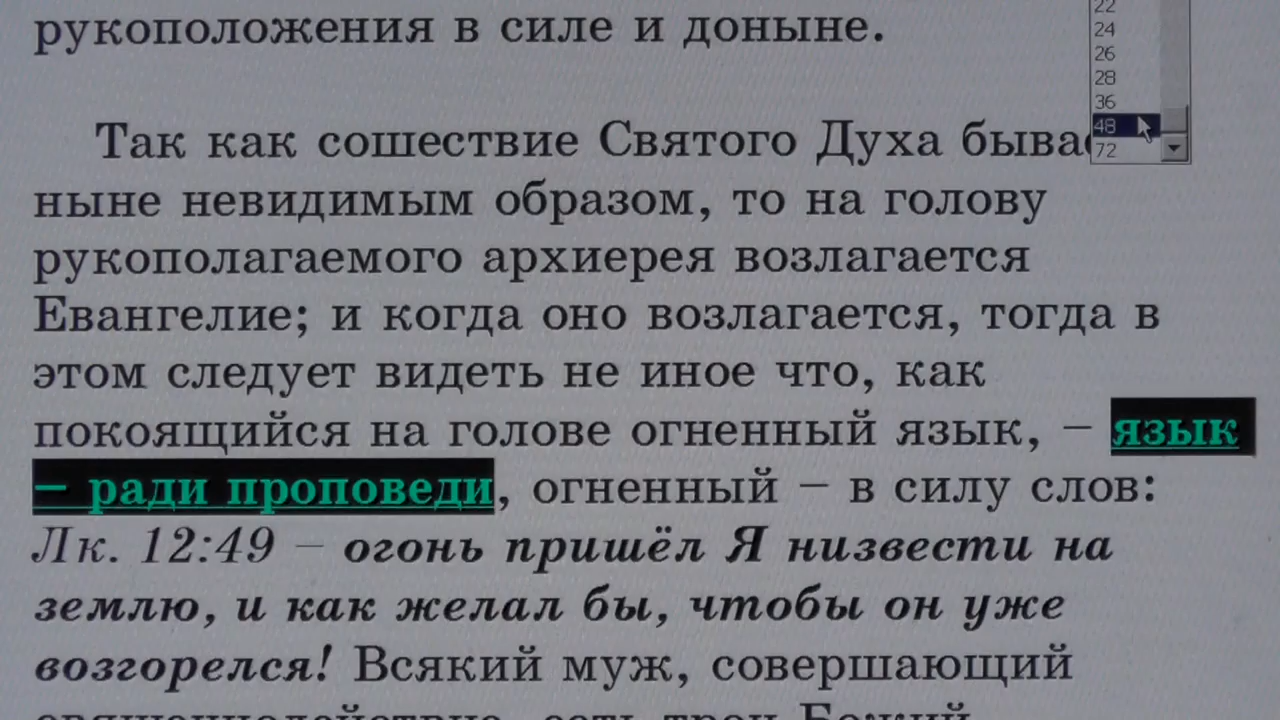 рукоположения в силе и доныне.
22
24
26
28
36
48
72
Так как сошествие Святого Духа
ныне невидимым образом, то на голову
рукополагаемого архиерея возлагается
Евангелие; и когда оно возлагается, тогда в
этом следует видеть не иное что, как
покоящийся на голове огненный язык, – язык
– ради проповеди, огненный – в силу слов:
Лк. 12:49 – огонь пришёл Я низвести на
землю, и как желал бы, чтобы он уже
возгорелся! Всякий муж, совершающий